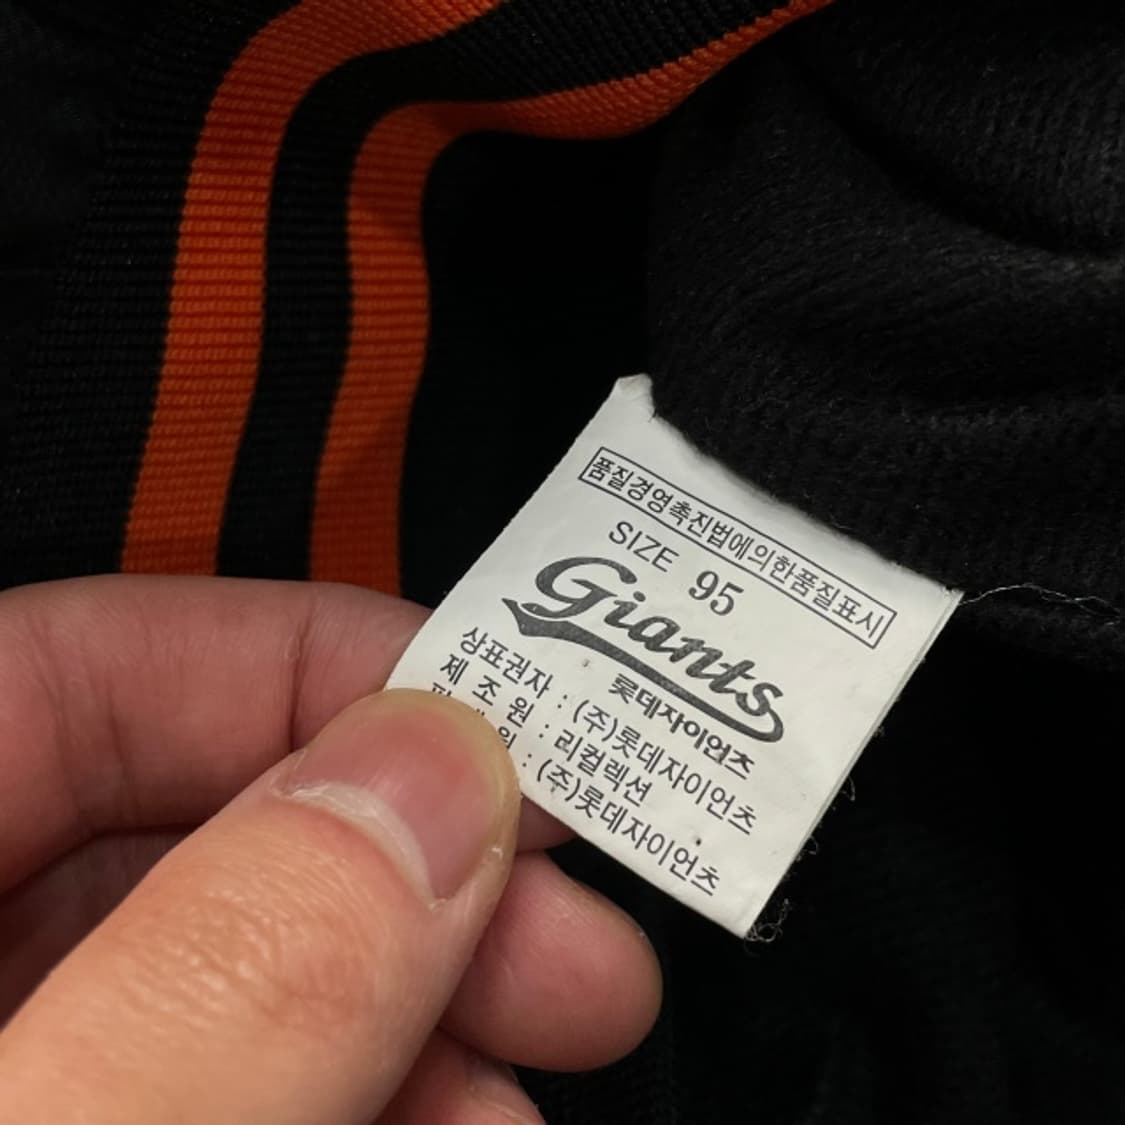 품질경영촉진법에의한품질표시
SIZE 95
Giants
롯데자이언츠
상표권자 : (주)롯데자이언츠
제 조 원 : 리컬렉션
원 : (주)롯데자이언츠